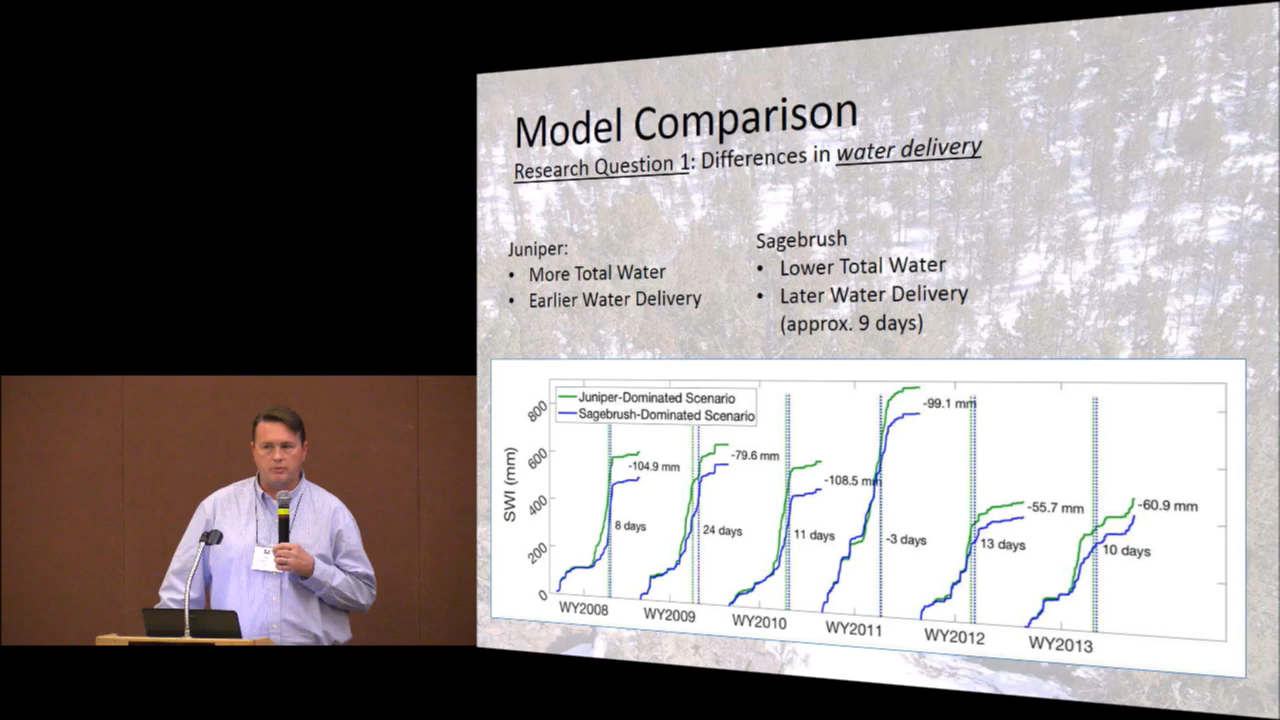 Model Comparison
Research Question 1: Differences in water delivery
Juniper:
• More Total Water
• Earlier Water Delivery
Sagebrush
• Lower Total Water
• Later Water Delivery
(approx. 9 days)
Juniper-Dominated Scenario
Sagebrush-Dominated Scenario
SWI (mm)
800
600
400
200
0
-104.9 mm
-79.6 mm
-108.5 mm
-99.1 mm
-55.7 mm
-60.9 mm
8 days
24 days
11 days
-3 days
13 days
10 days
WY2008
WY2009
WY2010
WY2011
WY2012
WY2013